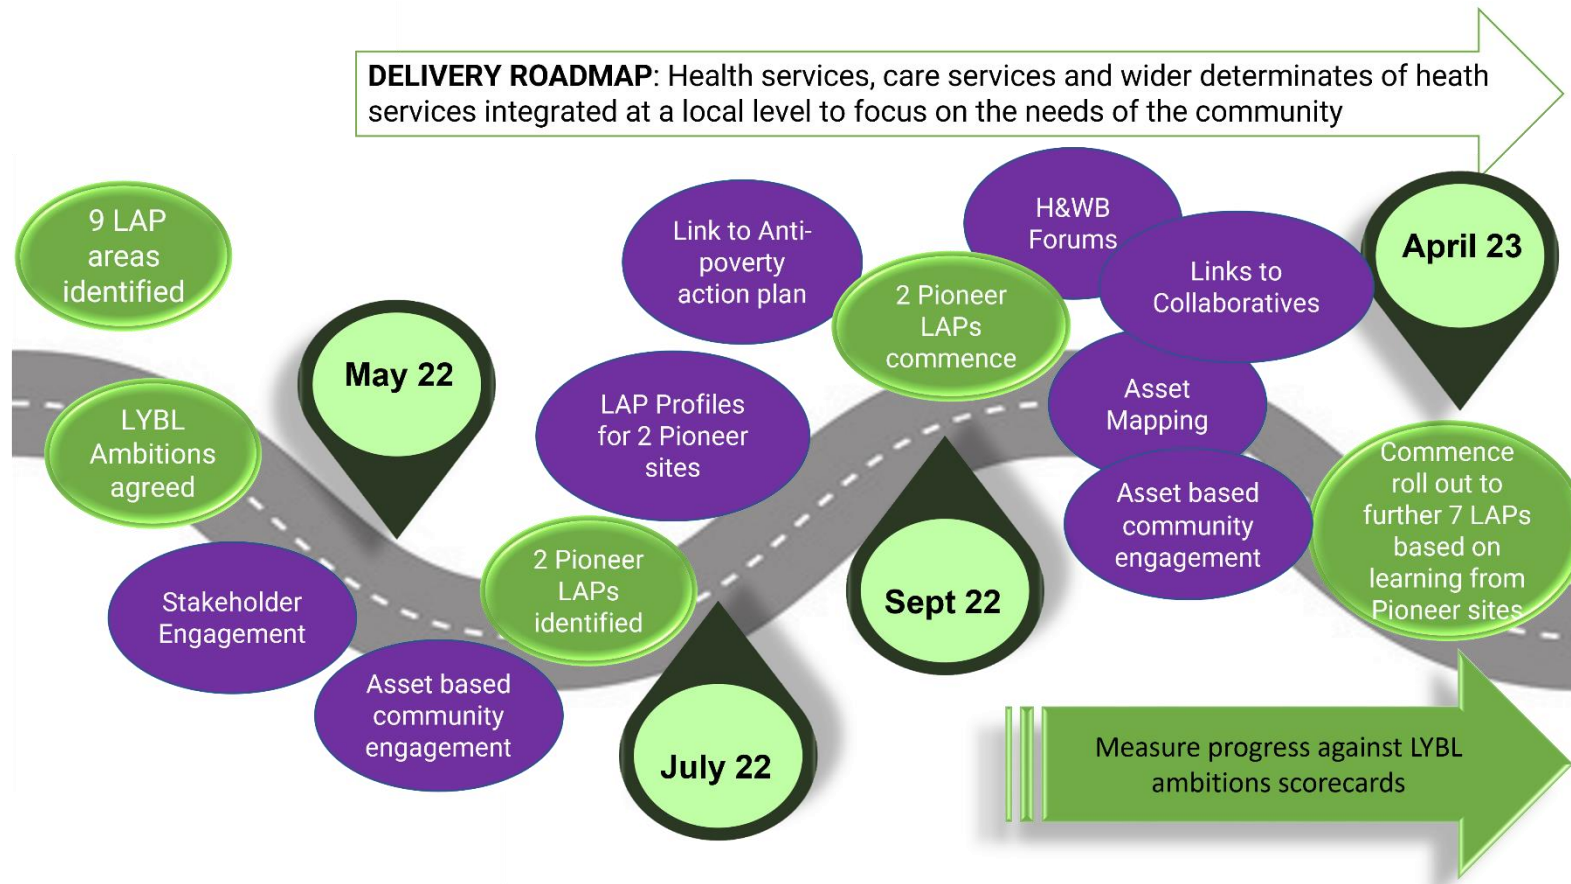 DELIVERY ROADMAP: Health services, care services and wider determinates of heath
services integrated at a local level to focus on the needs of the community
9 LAP
areas
identified
LYBL
Ambitions
agreed
May 22
Stakeholder
Engagement
Asset based
community
engagement
2 Pioneer
LAPs
identified
July 22
LAP Profiles
for 2 Pioneer
sites
Link to Anti-
poverty
action plan
2 Pioneer
LAPs
commence
Sept 22
H&WB
Forums
Links to
Collaboratives
Asset
Mapping
Asset based
community
engagement
April 23
Commence
roll out to
further 7 LAPs
based on
learning from
Pioneer sites
Measure progress against LYBL
ambitions scorecards